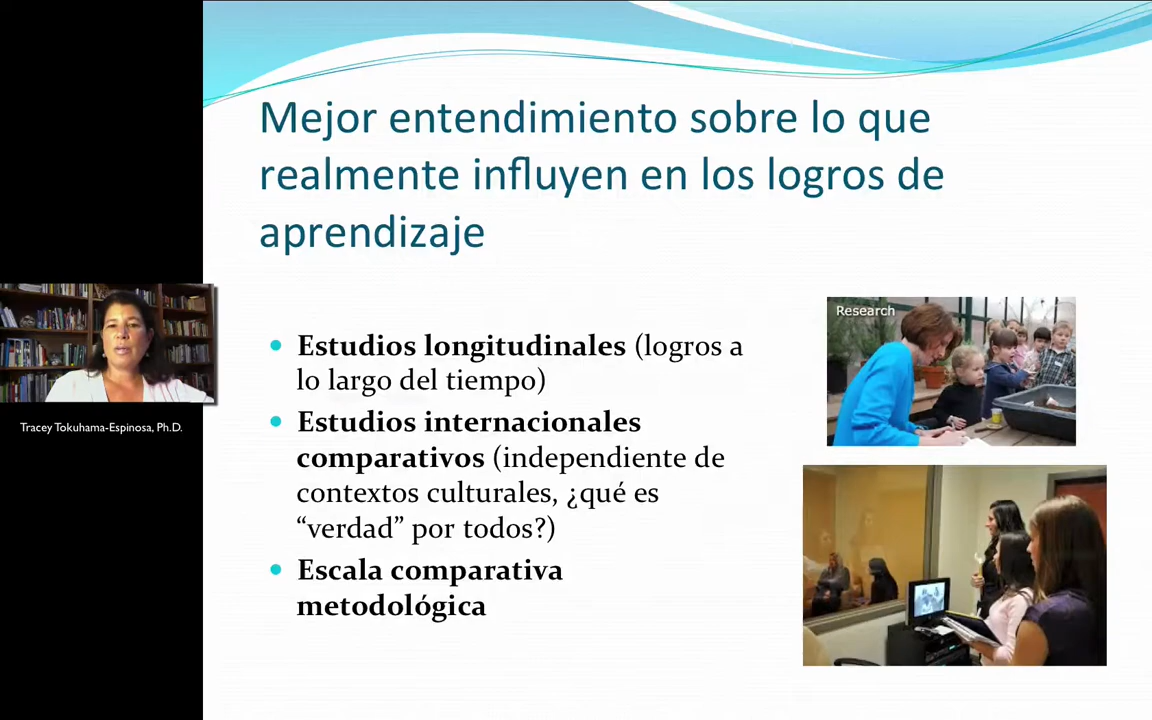 Mejor entendimiento sobre lo que
realmente influyen en los logros de
aprendizaje
Tracey Tokuhama-Espinosa, Ph.D.
Estudios longitudinales (logros a
lo largo del tiempo)
Estudios internacionales
comparativos (independiente de
contextos culturales, ¿qué es
“verdad” por todos?)
Escala comparativa
metodológica
Research